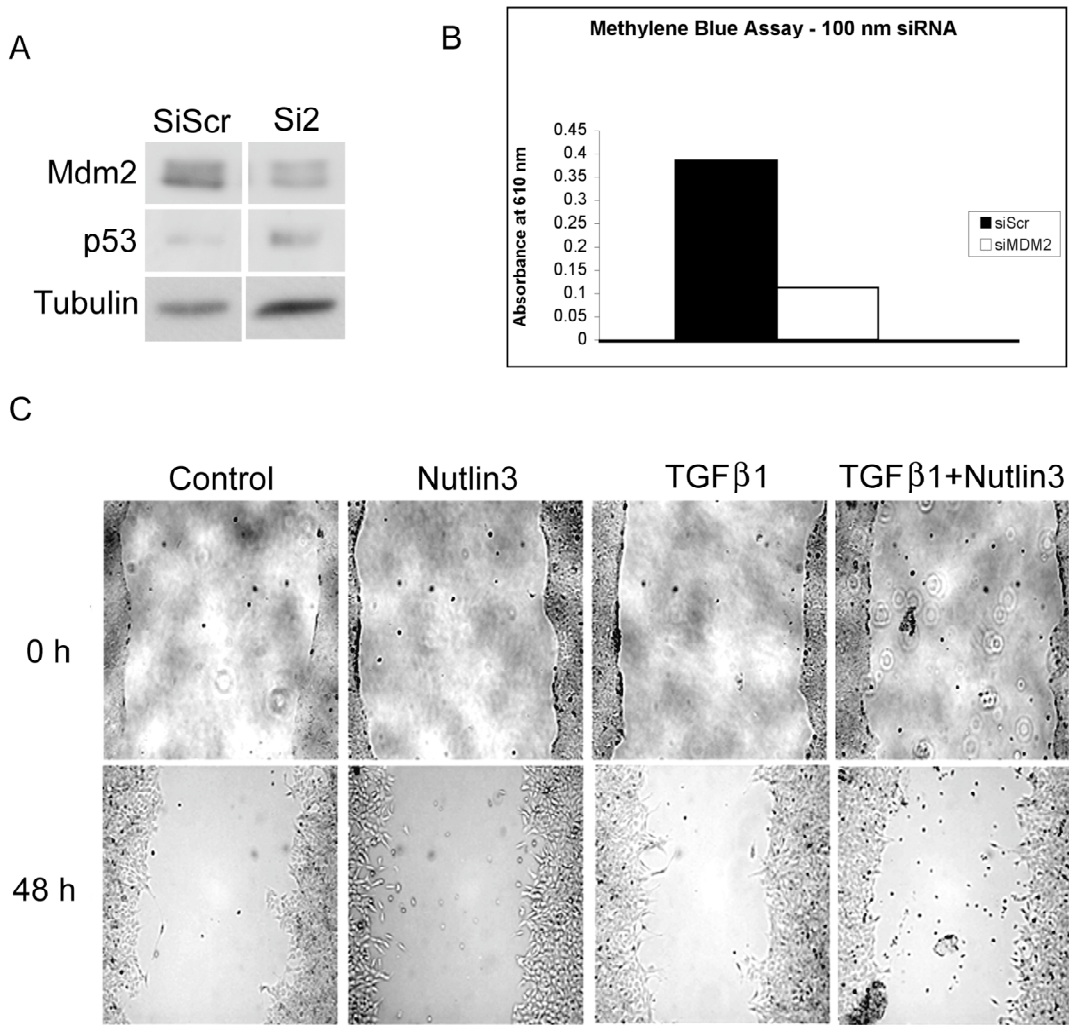 A
SiScr Si2
Mdm2
p53
Tubulin
B
Methylene Blue Assay - 100 nm siRNA
Absorbance at 610 nm
0.45
0.4
0.35
0.3
0.25
0.2
0.15
0.1
0.05
0
siScr
siMDM2
C
Control Nutlin3 TGFβ1 TGFβ1+Nutlin3
0 h
48 h